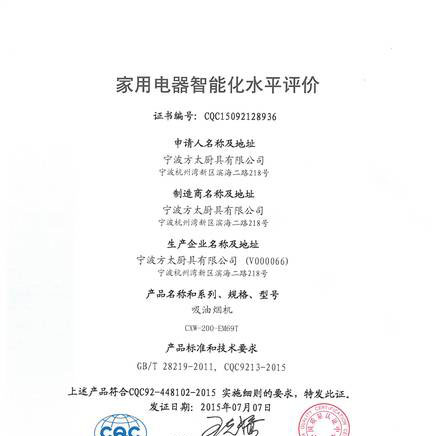 家用电器智能化水平评价
证书编号: CQC15092128936
申请人名称及地址
宁波方太厨具有限公司
宁波杭州湾新区滨海二路218号
制造商名称及地址
宁波方太厨具有限公司
宁波杭州湾新区滨海二路218号
生产企业名称及地址
宁波方太厨具有限公司 (V000066)
宁波杭州湾新区滨海二路218号
产品名称和系列、规格、型号
吸油烟机
CXW-200-EM69T
产品标准和技术要求
GB/T 28219-2011, CQC9213-2015
上述产品符合CQC92-448102-2015 实施细则的要求, 特发此证。
发证日期: 2015年07月07日
CQC